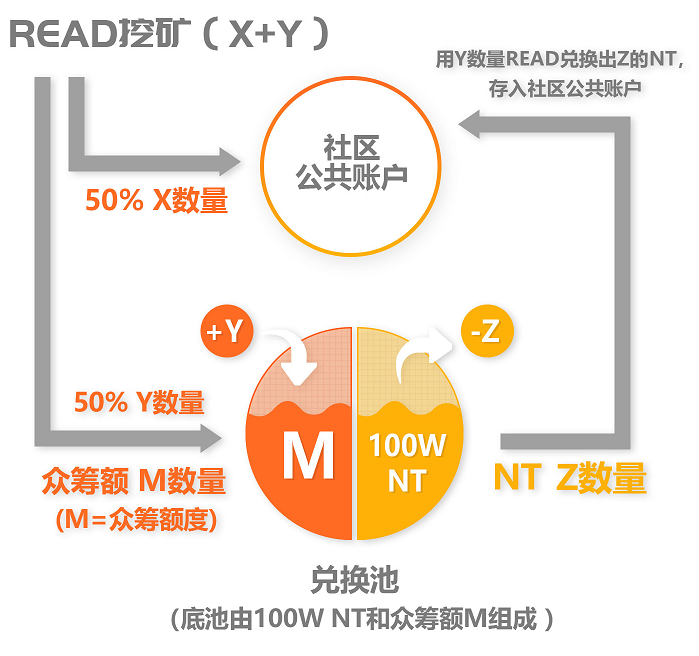 READ挖矿（X+Y）
用Y数量READ兑换出Z的NT，
存入社区公共账户
社区
公共账户
50% X数量
+Y
-Z
50% Y数量
M
100W
NT
众筹额 M数量
(M=众筹额度)
NT Z数量
兑换池
（底池由100W NT和众筹额M组成 ）